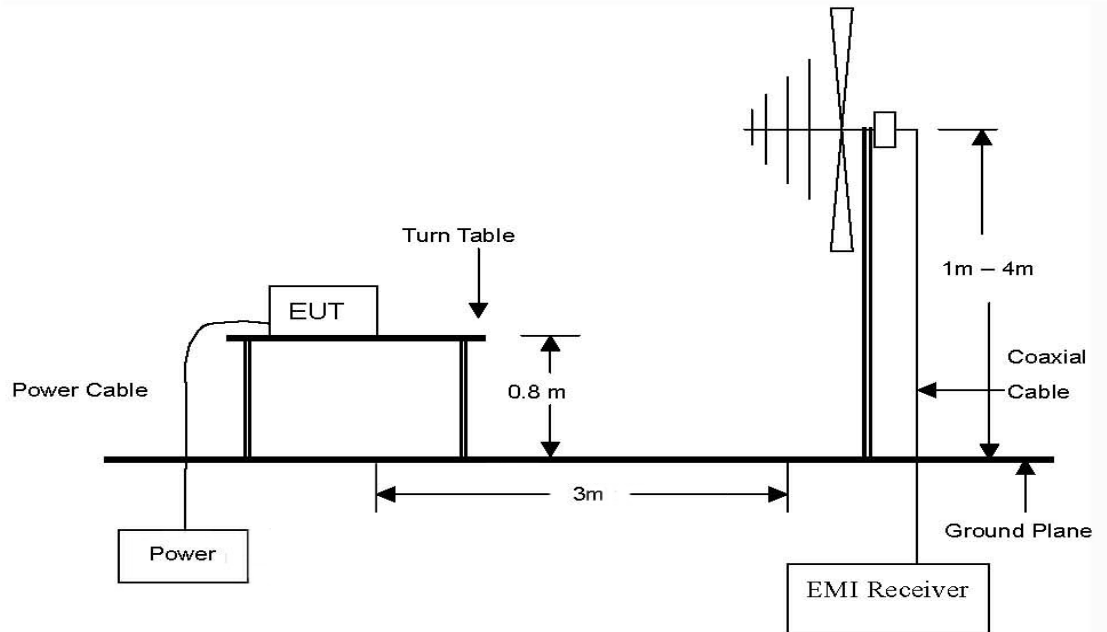 Turn Table
1m – 4m
EUT
Coaxial
Cable
Power Cable
0.8 m
3m
Ground Plane
Power
EMI Receiver